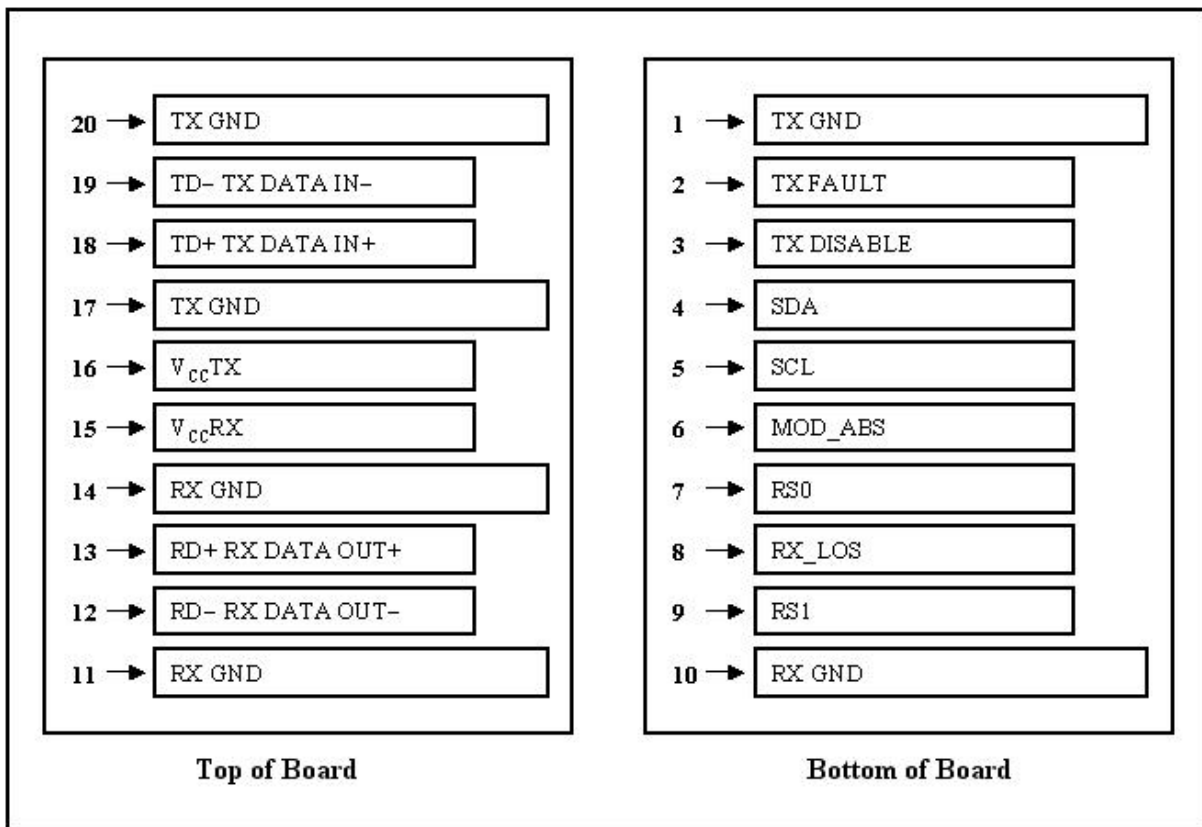 20 TX GND
19 TD– TX DATA IN–
18 TD+ TX DATA IN+
17 TX GND
16 VCCTX
15 VCCRX
14 RX GND
13 RD+ RX DATA OUT+
12 RD– RX DATA OUT–
11 RX GND
Top of Board
1 TX GND
2 TX FAULT
3 TX DISABLE
4 SDA
5 SCL
6 MOD_ABS
7 RS0
8 RX_LOS
9 RS1
10 RX GND
Bottom of Board